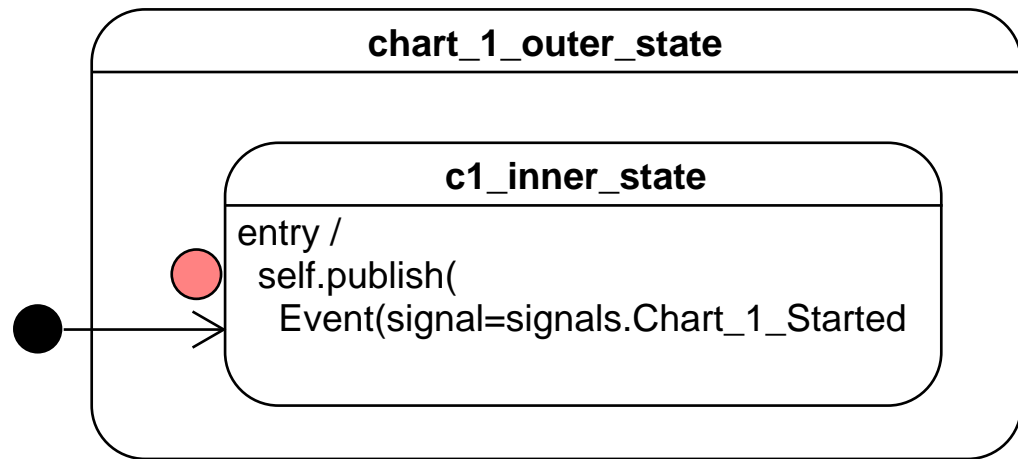 chart_1_outer_state
c1_inner_state
entry /
self.publish(
Event(signal=signals.Chart_1_Started